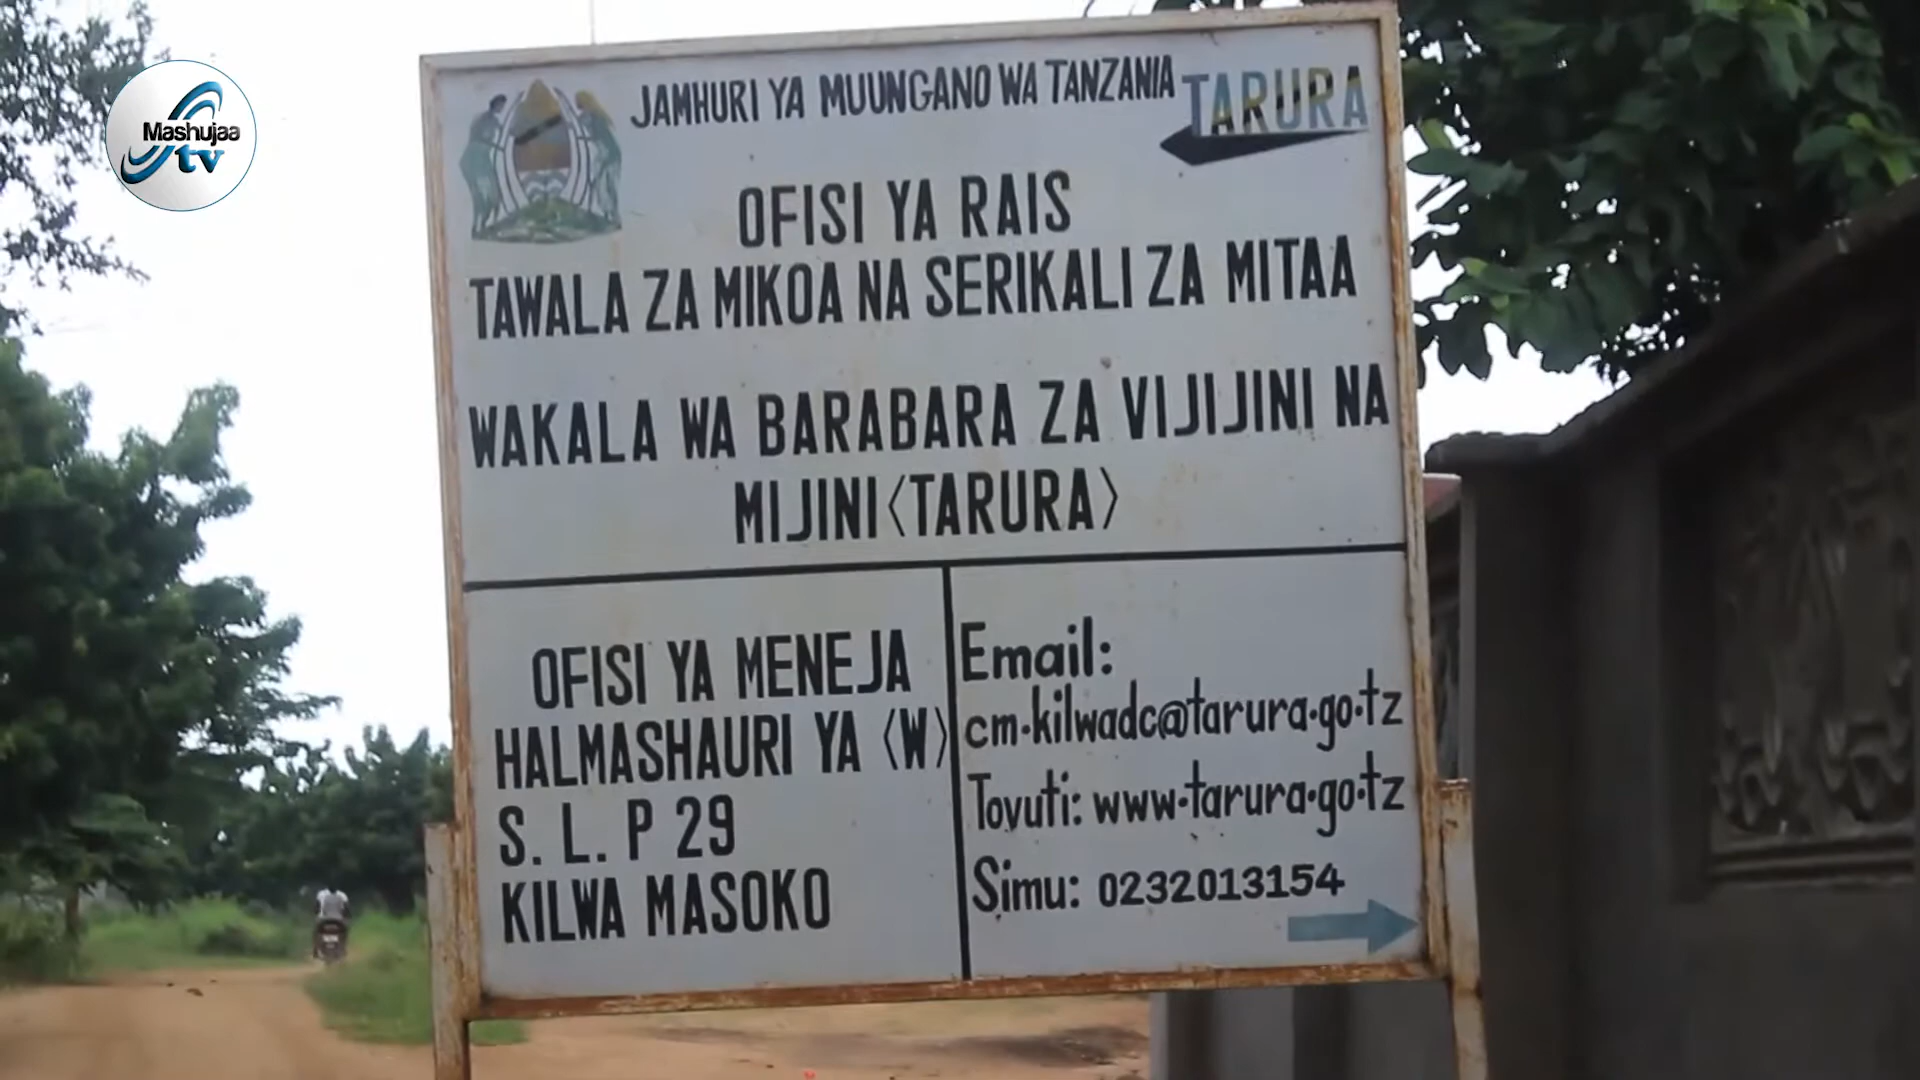 Mashujaa
tv
JAMHURI YA MUUNGANO WA TANZANIA
TARURA
OFISI YA RAIS
TAWALA ZA MIKOA NA SERIKALI ZA MITAA
WAKALA WA BARABARA ZA VIJIJINI NA
MIJINI <TARURA>
OFISI YA MENEJA
HALMASHAURI YA <W>
S. L. P 29
KILWA MASOKO
Email:
cm.kilwadc@tarura.go.tz
Tovuti: www.tarura.go.tz
Simu: 0232013154